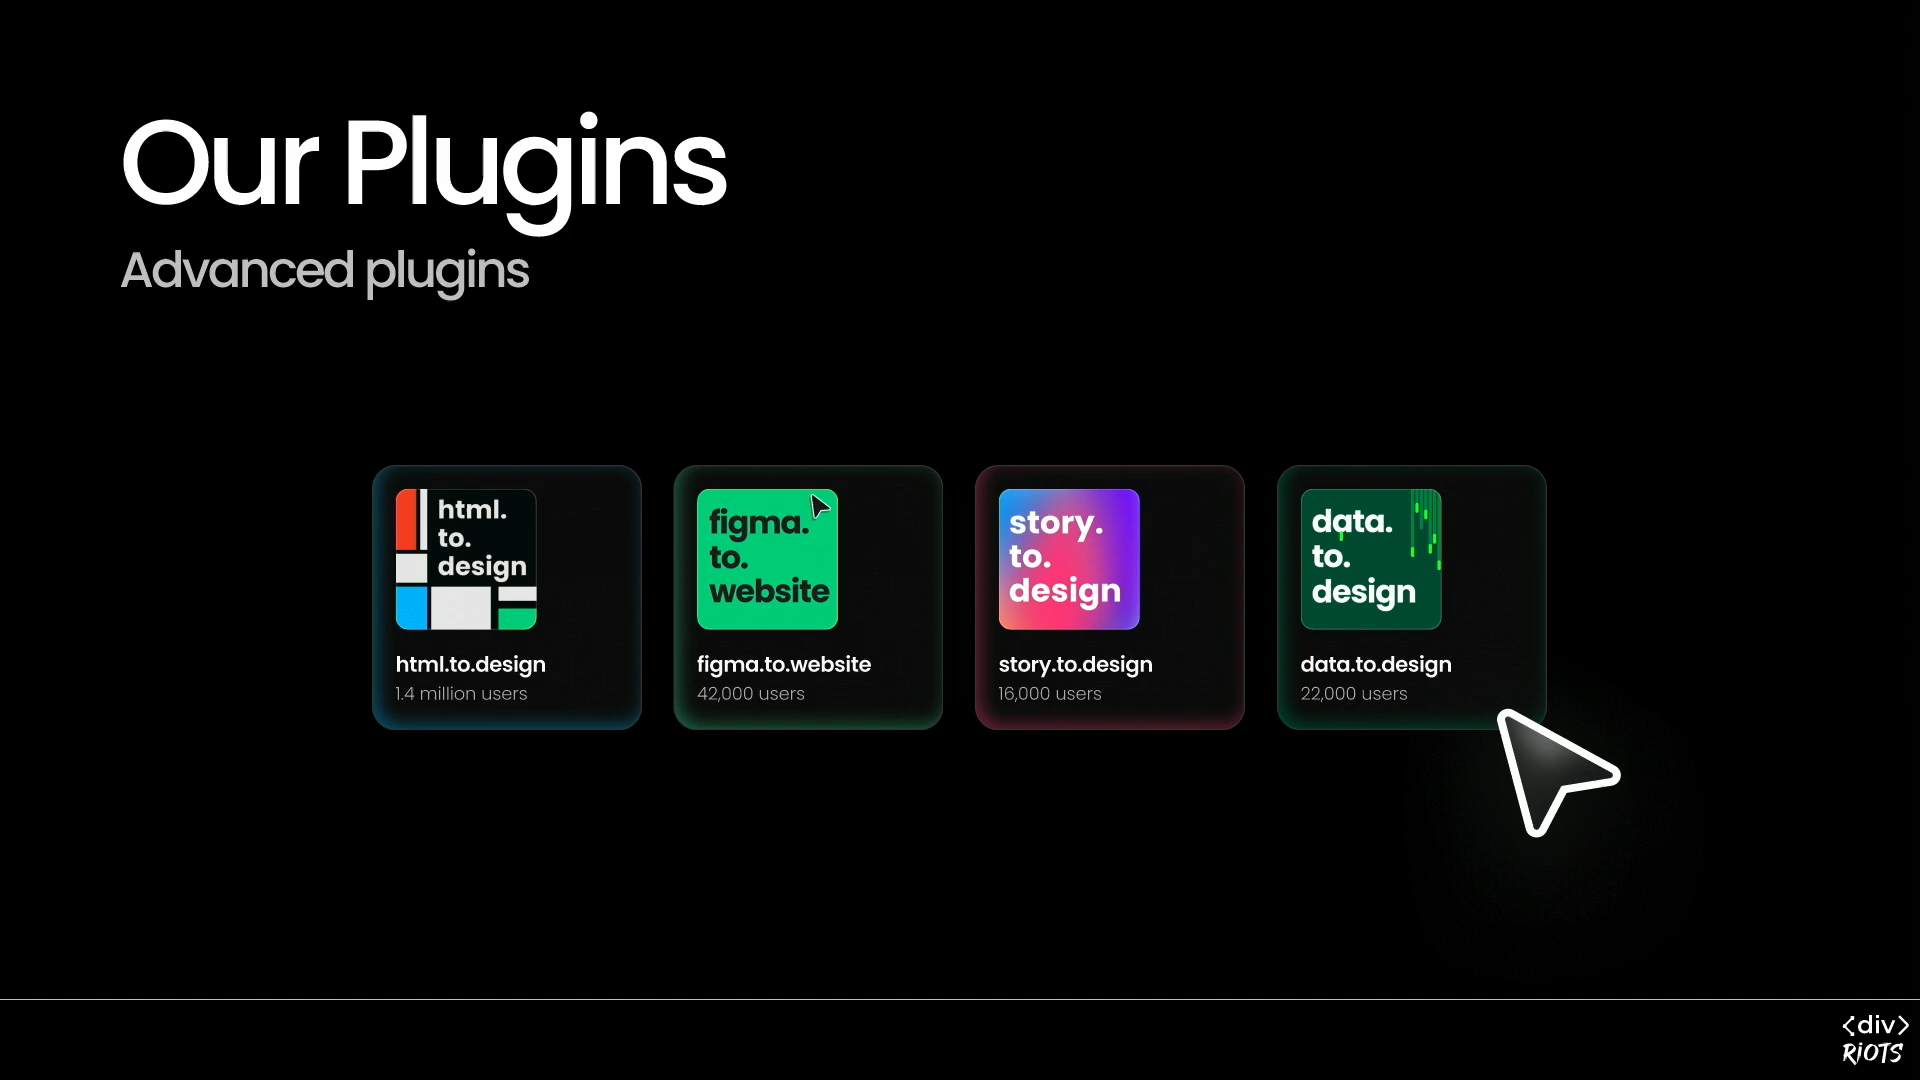 Our Plugins
Advanced plugins
html.
to.
design
html.to.design
1.4 million users
figma.
to.
website
figma.to.website
42,000 users
story.
to.
design
story.to.design
16,000 users
data.
to.
design
data.to.design
22,000 users
<div>
RiOTS